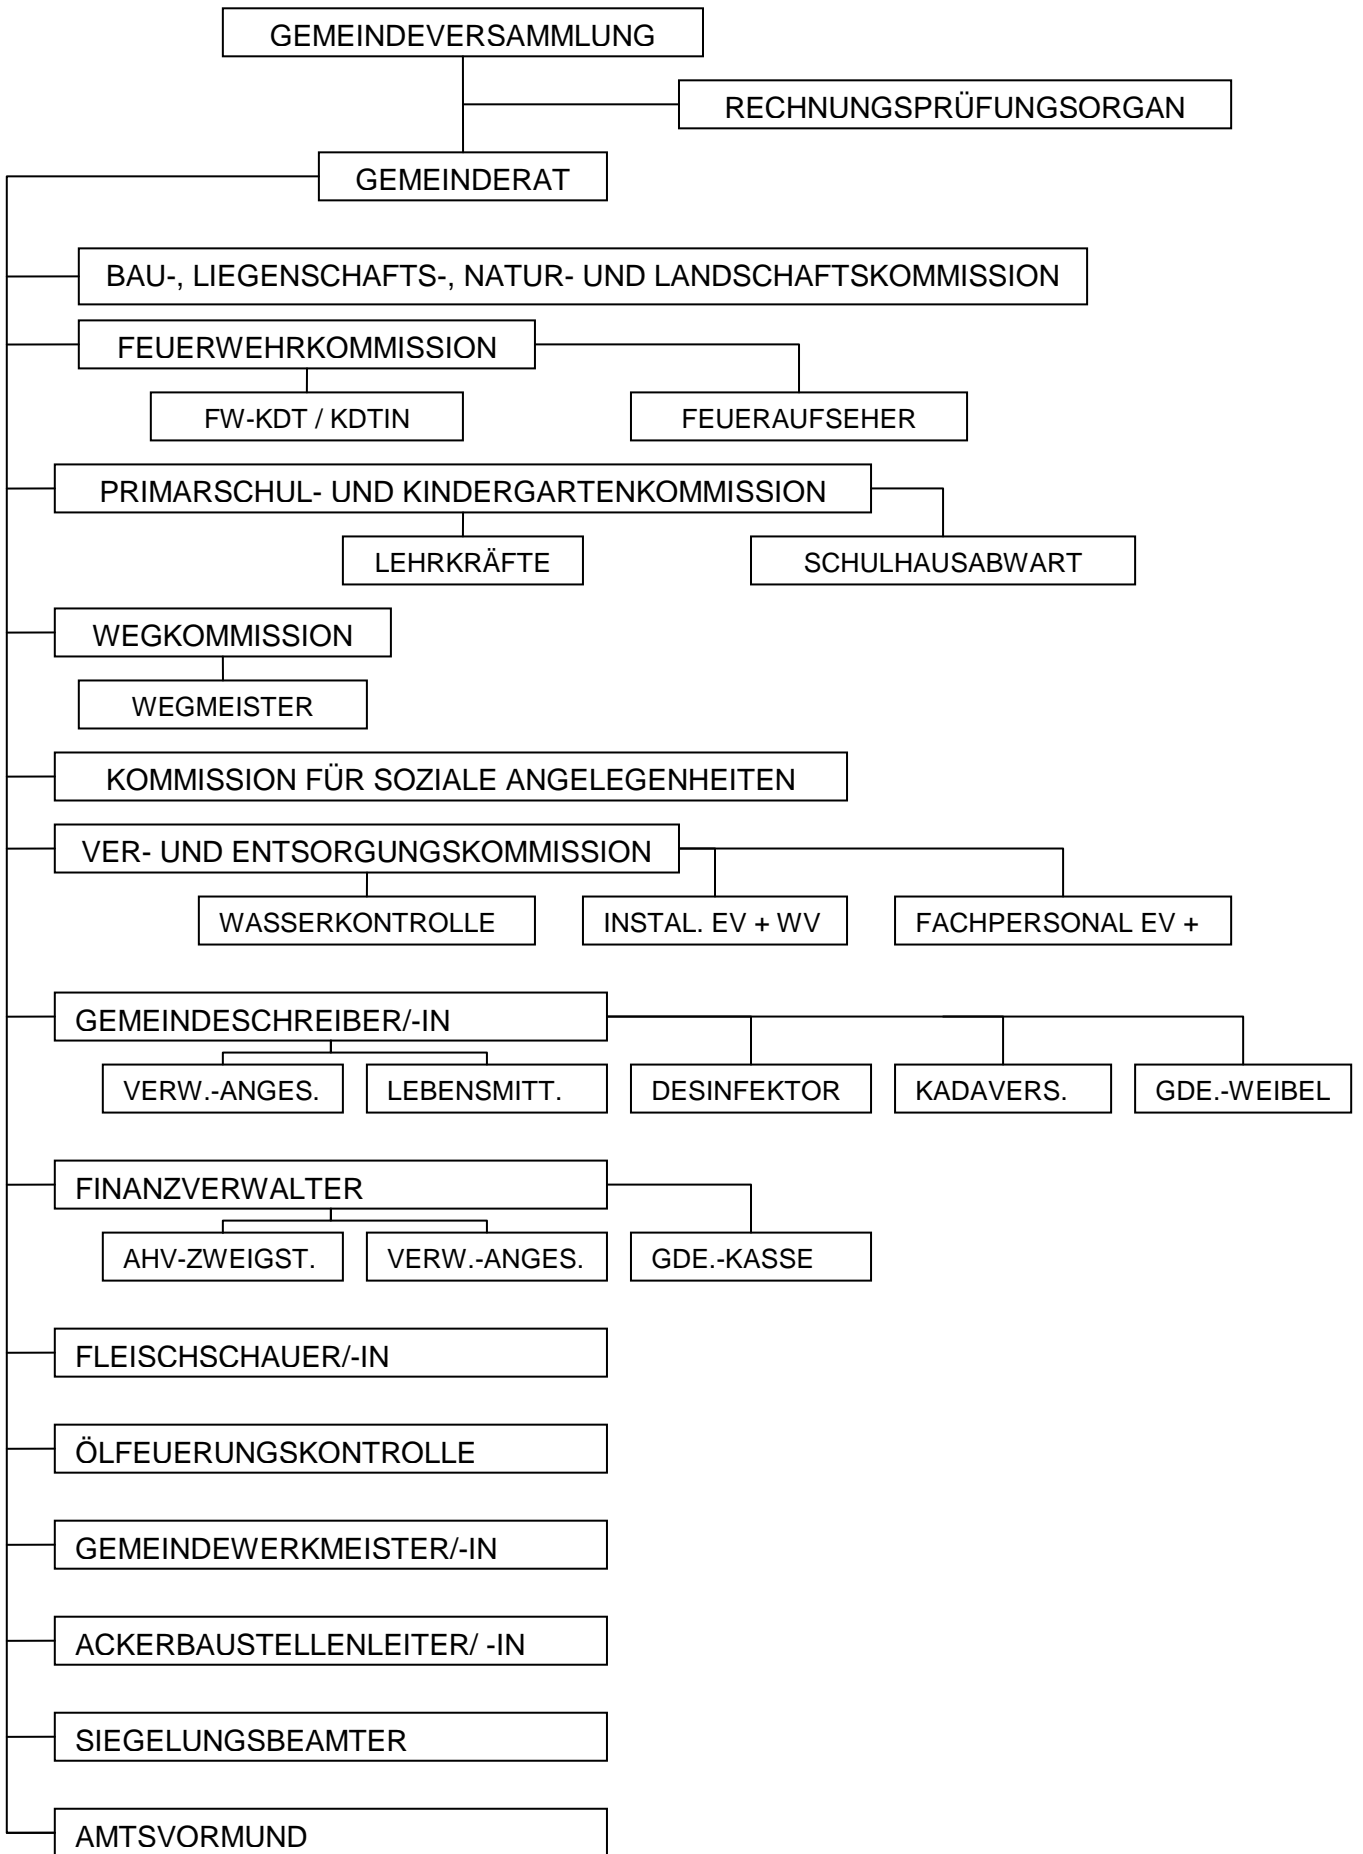 GEMEINDEVERSAMMLUNG
RECHNUNGSPRÜFUNGSORGAN
GEMEINDERAT
BAU-, LIEGENSCHAFTS-, NATUR- UND LANDSCHAFTSKOMMISSION
FEUERWEHRKOMMISSION
FW-KDT / KDTIN
FEUERAUFSEHER
PRIMARSCHUL- UND KINDERGARTENKOMMISSION
LEHRKRÄFTE
SCHULHAUSABWART
WEGKOMMISSION
WEGMEISTER
KOMMISSION FÜR SOZIALE ANGELEGENHEITEN
VER- UND ENTSORGUNGSKOMMISSION
WASSERKONTROLLE
INSTAL. EV + WV
FACHPERSONAL EV +
GEMEINDESCHREIBER/-IN
VERW.-ANGES.
LEBENSMITT.
DESINFEKTOR
KADAVERS.
GDE.-WEIBEL
FINANZVERWALTER
AHV-ZWEIGST.
VERW.-ANGES.
GDE.-KASSE
FLEISCHSCHAUER/-IN
ÖLFEUERUNGSKONTROLLE
GEMEINDEWERKMEISTER/-IN
ACKERBAUSTELLENLEITER/ -IN
SIEGELUNGSBEAMTER
AMTSVORMUND